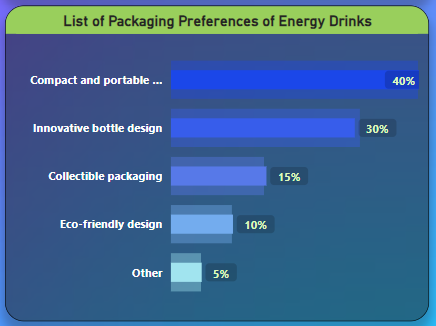 List of Packaging Preferences of Energy Drinks
Compact and portable ... 40%
Innovative bottle design 30%
Collectible packaging 15%
Eco-friendly design 10%
Other 5%